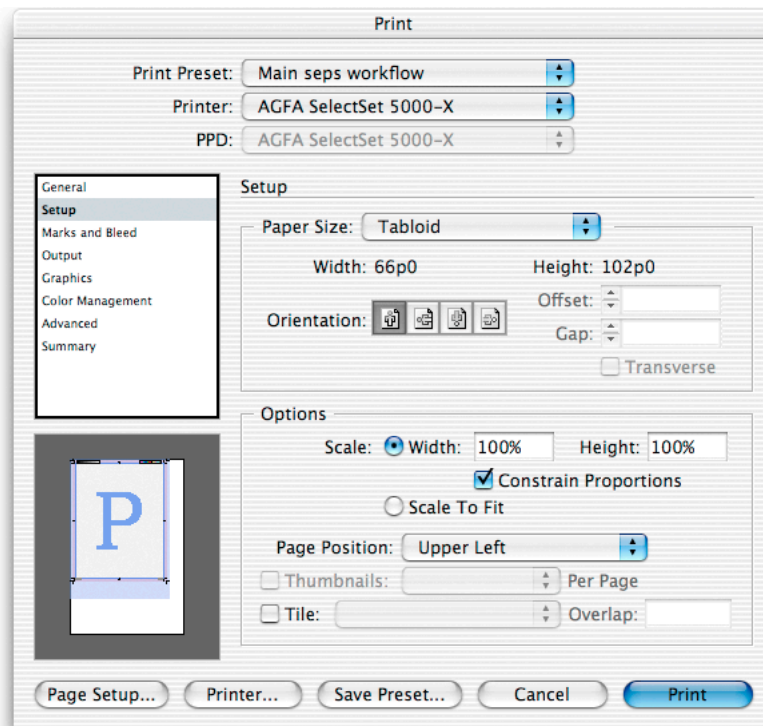 Print
Print Preset: Main seps workflow
Printer: AGFA SelectSet 5000-X
PPD: AGFA SelectSet 5000-X
General
Setup
Marks and Bleed
Output
Graphics
Color Management
Advanced
Summary
Setup
Paper Size: Tabloid
Width: 66p0 Height: 102p0
Orientation: Offset:
Gap:
Transverse
Options
Scale: Width: 100% Height: 100%
Constrain Proportions
Scale To Fit
Page Position: Upper Left
Thumbnails: Per Page
Tile: Overlap:
P
Page Setup... Printer... Save Preset... Cancel Print